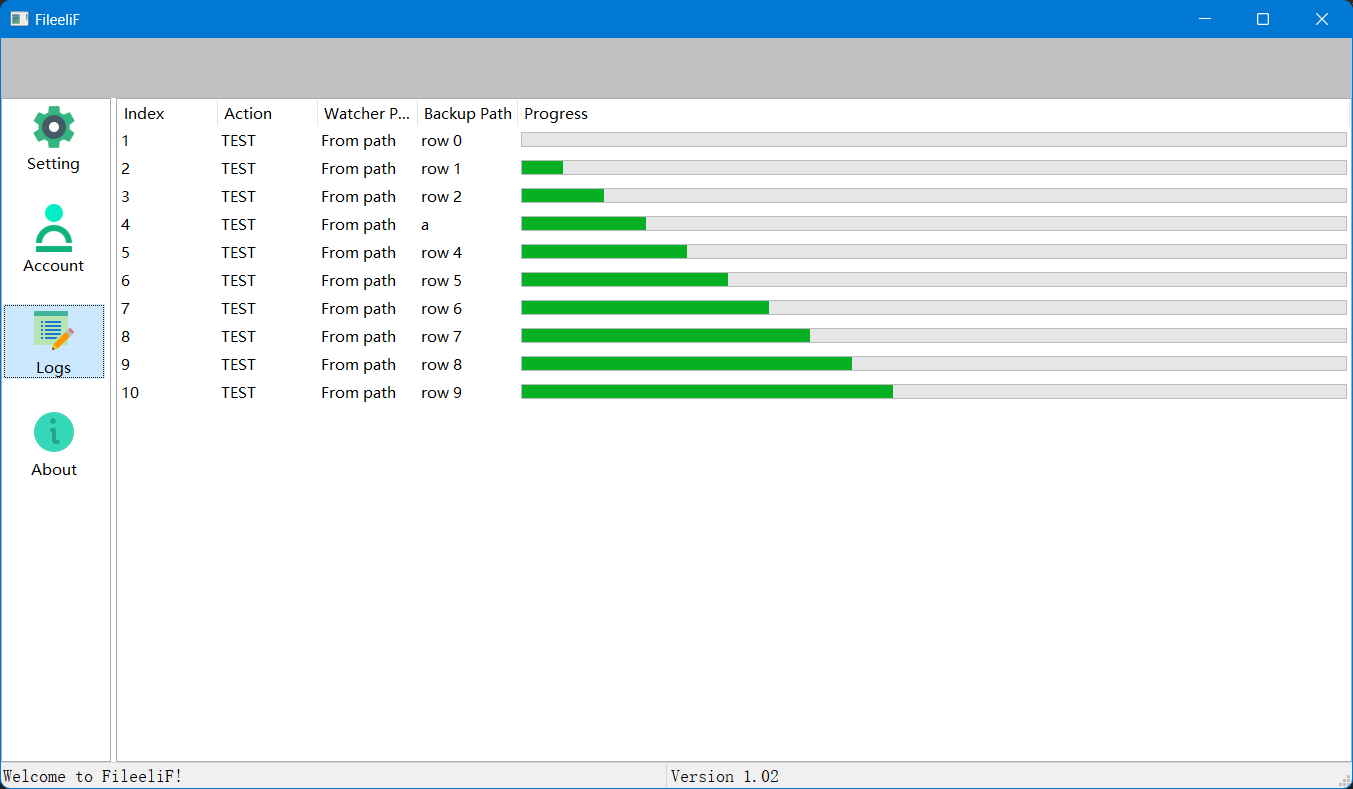 FileeliF
Setting
Account
Logs
About
Index Action Watcher P... Backup Path Progress
1 TEST From path row 0
2 TEST From path row 1
3 TEST From path row 2
4 TEST From path a
5 TEST From path row 4
6 TEST From path row 5
7 TEST From path row 6
8 TEST From path row 7
9 TEST From path row 8
10 TEST From path row 9
Welcome to FileeliF! Version 1.02